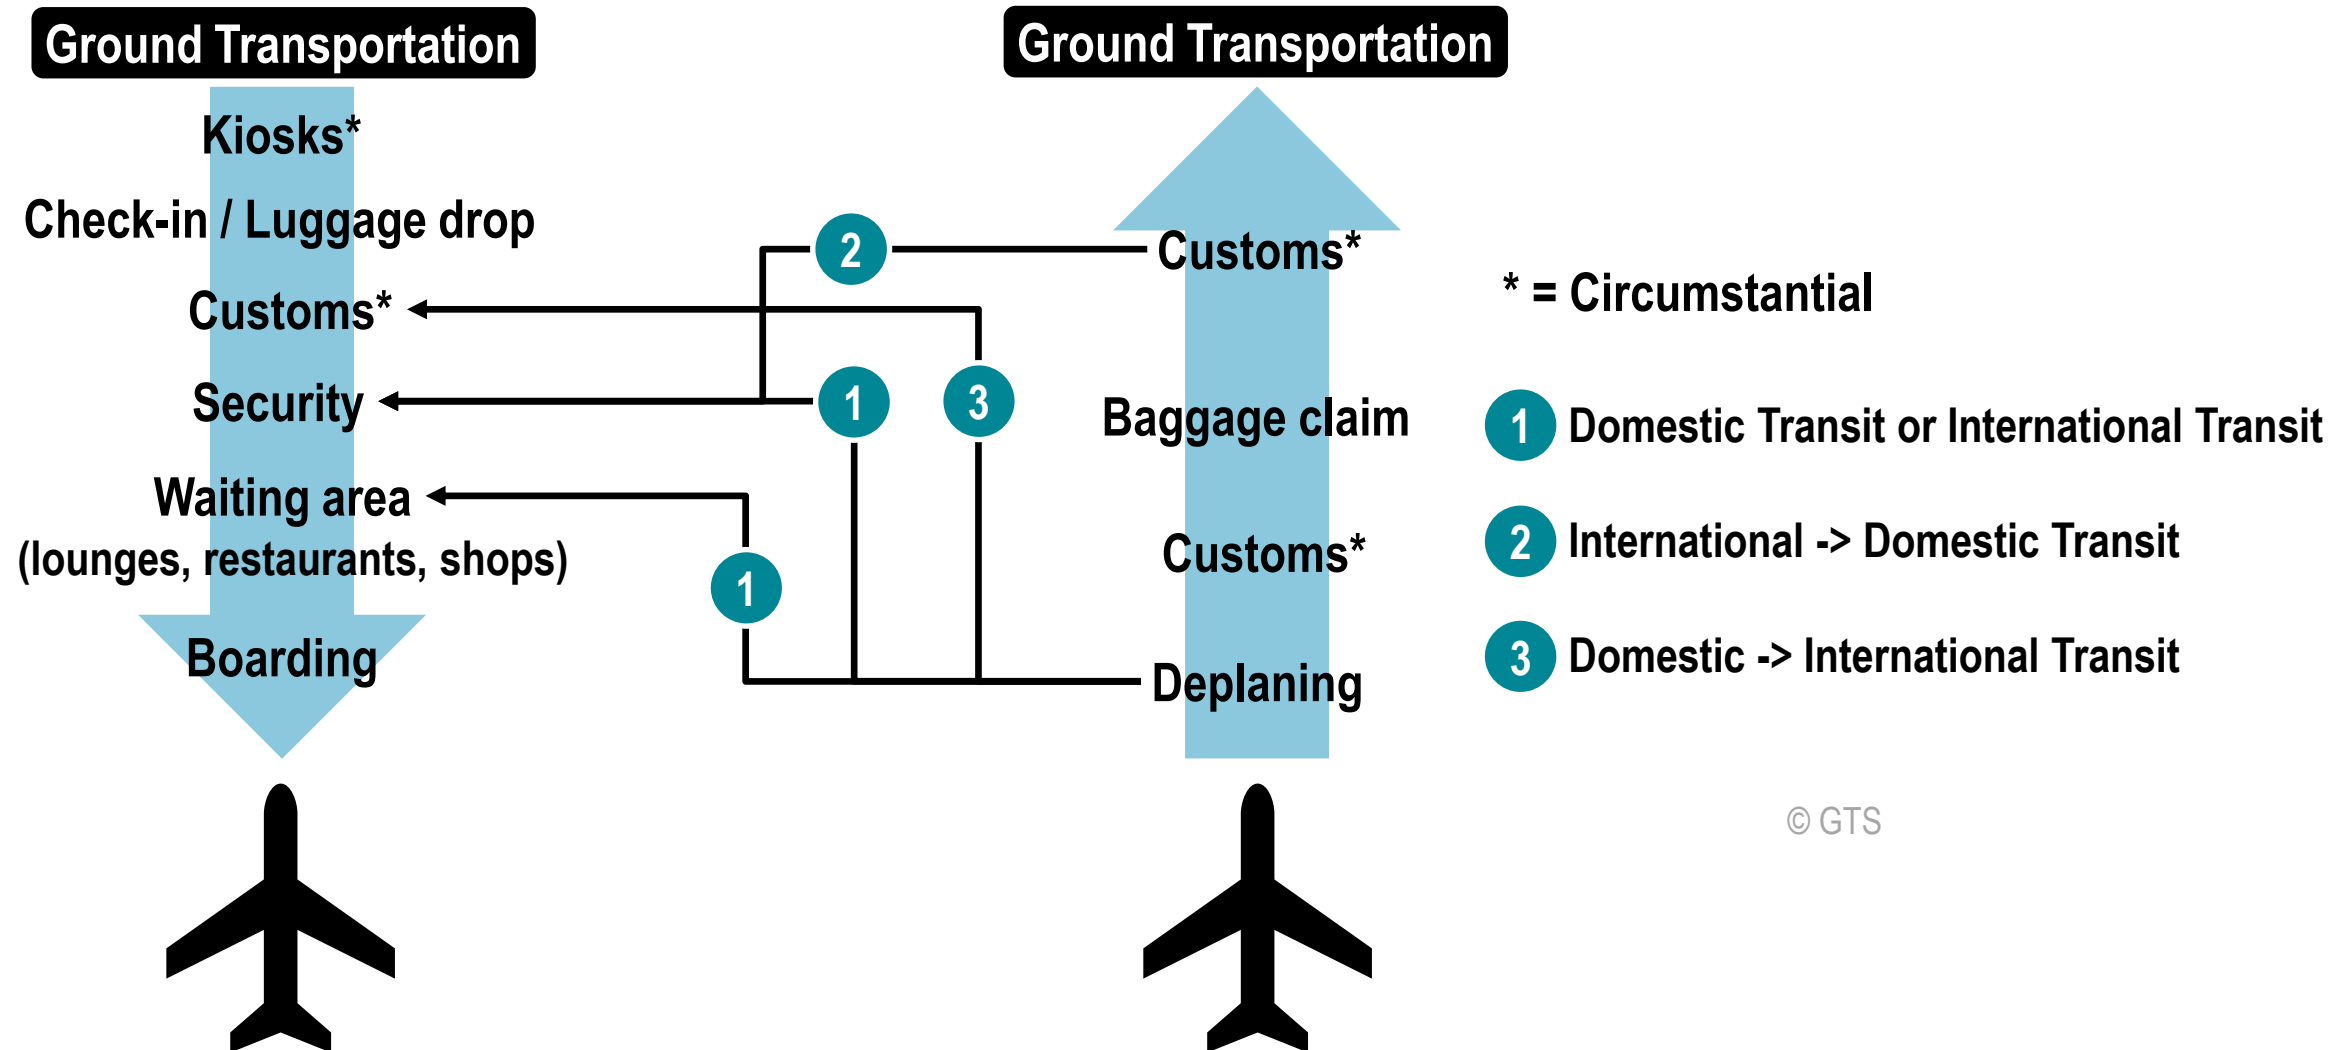 Ground Transportation
Kiosks*
Check-in / Luggage drop
Customs*
Security
Waiting area
(lounges, restaurants, shops)
Boarding
2
1
3
1
Ground Transportation
Customs*
Baggage claim
Customs*
Deplaning
* = Circumstantial
1 Domestic Transit or International Transit
2 International -> Domestic Transit
3 Domestic -> International Transit
© GTS